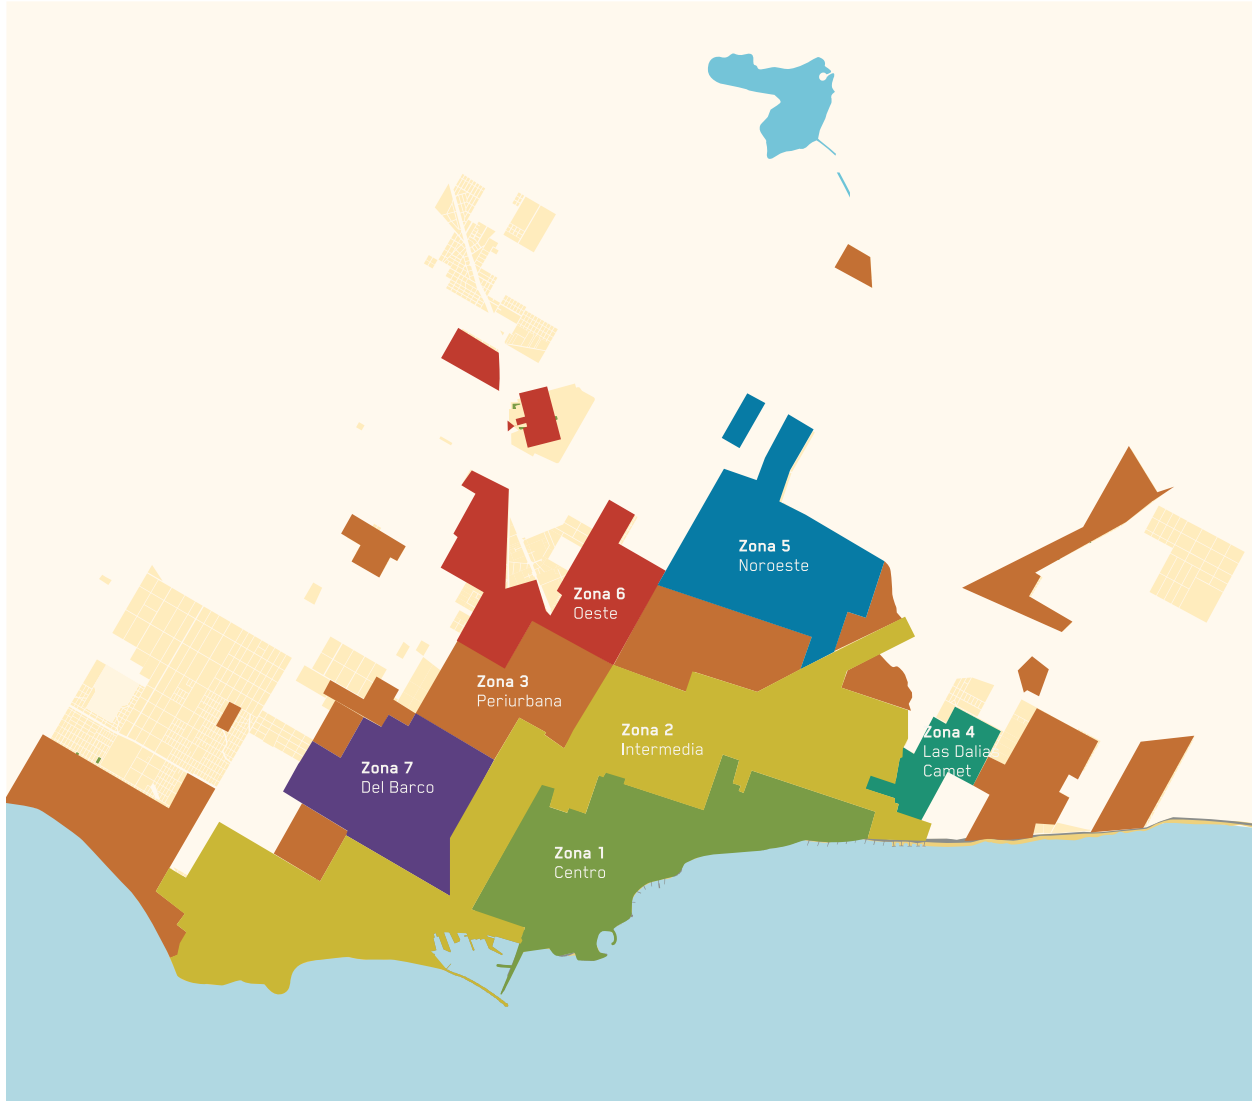 Zona 5
Noroeste
Zona 6
Oeste
Zona 3
Periurbana
Zona 2
Intermedia
Zona 4
Las Dalia
Camet
Zona 7
Del Barco
Zona 1
Centro